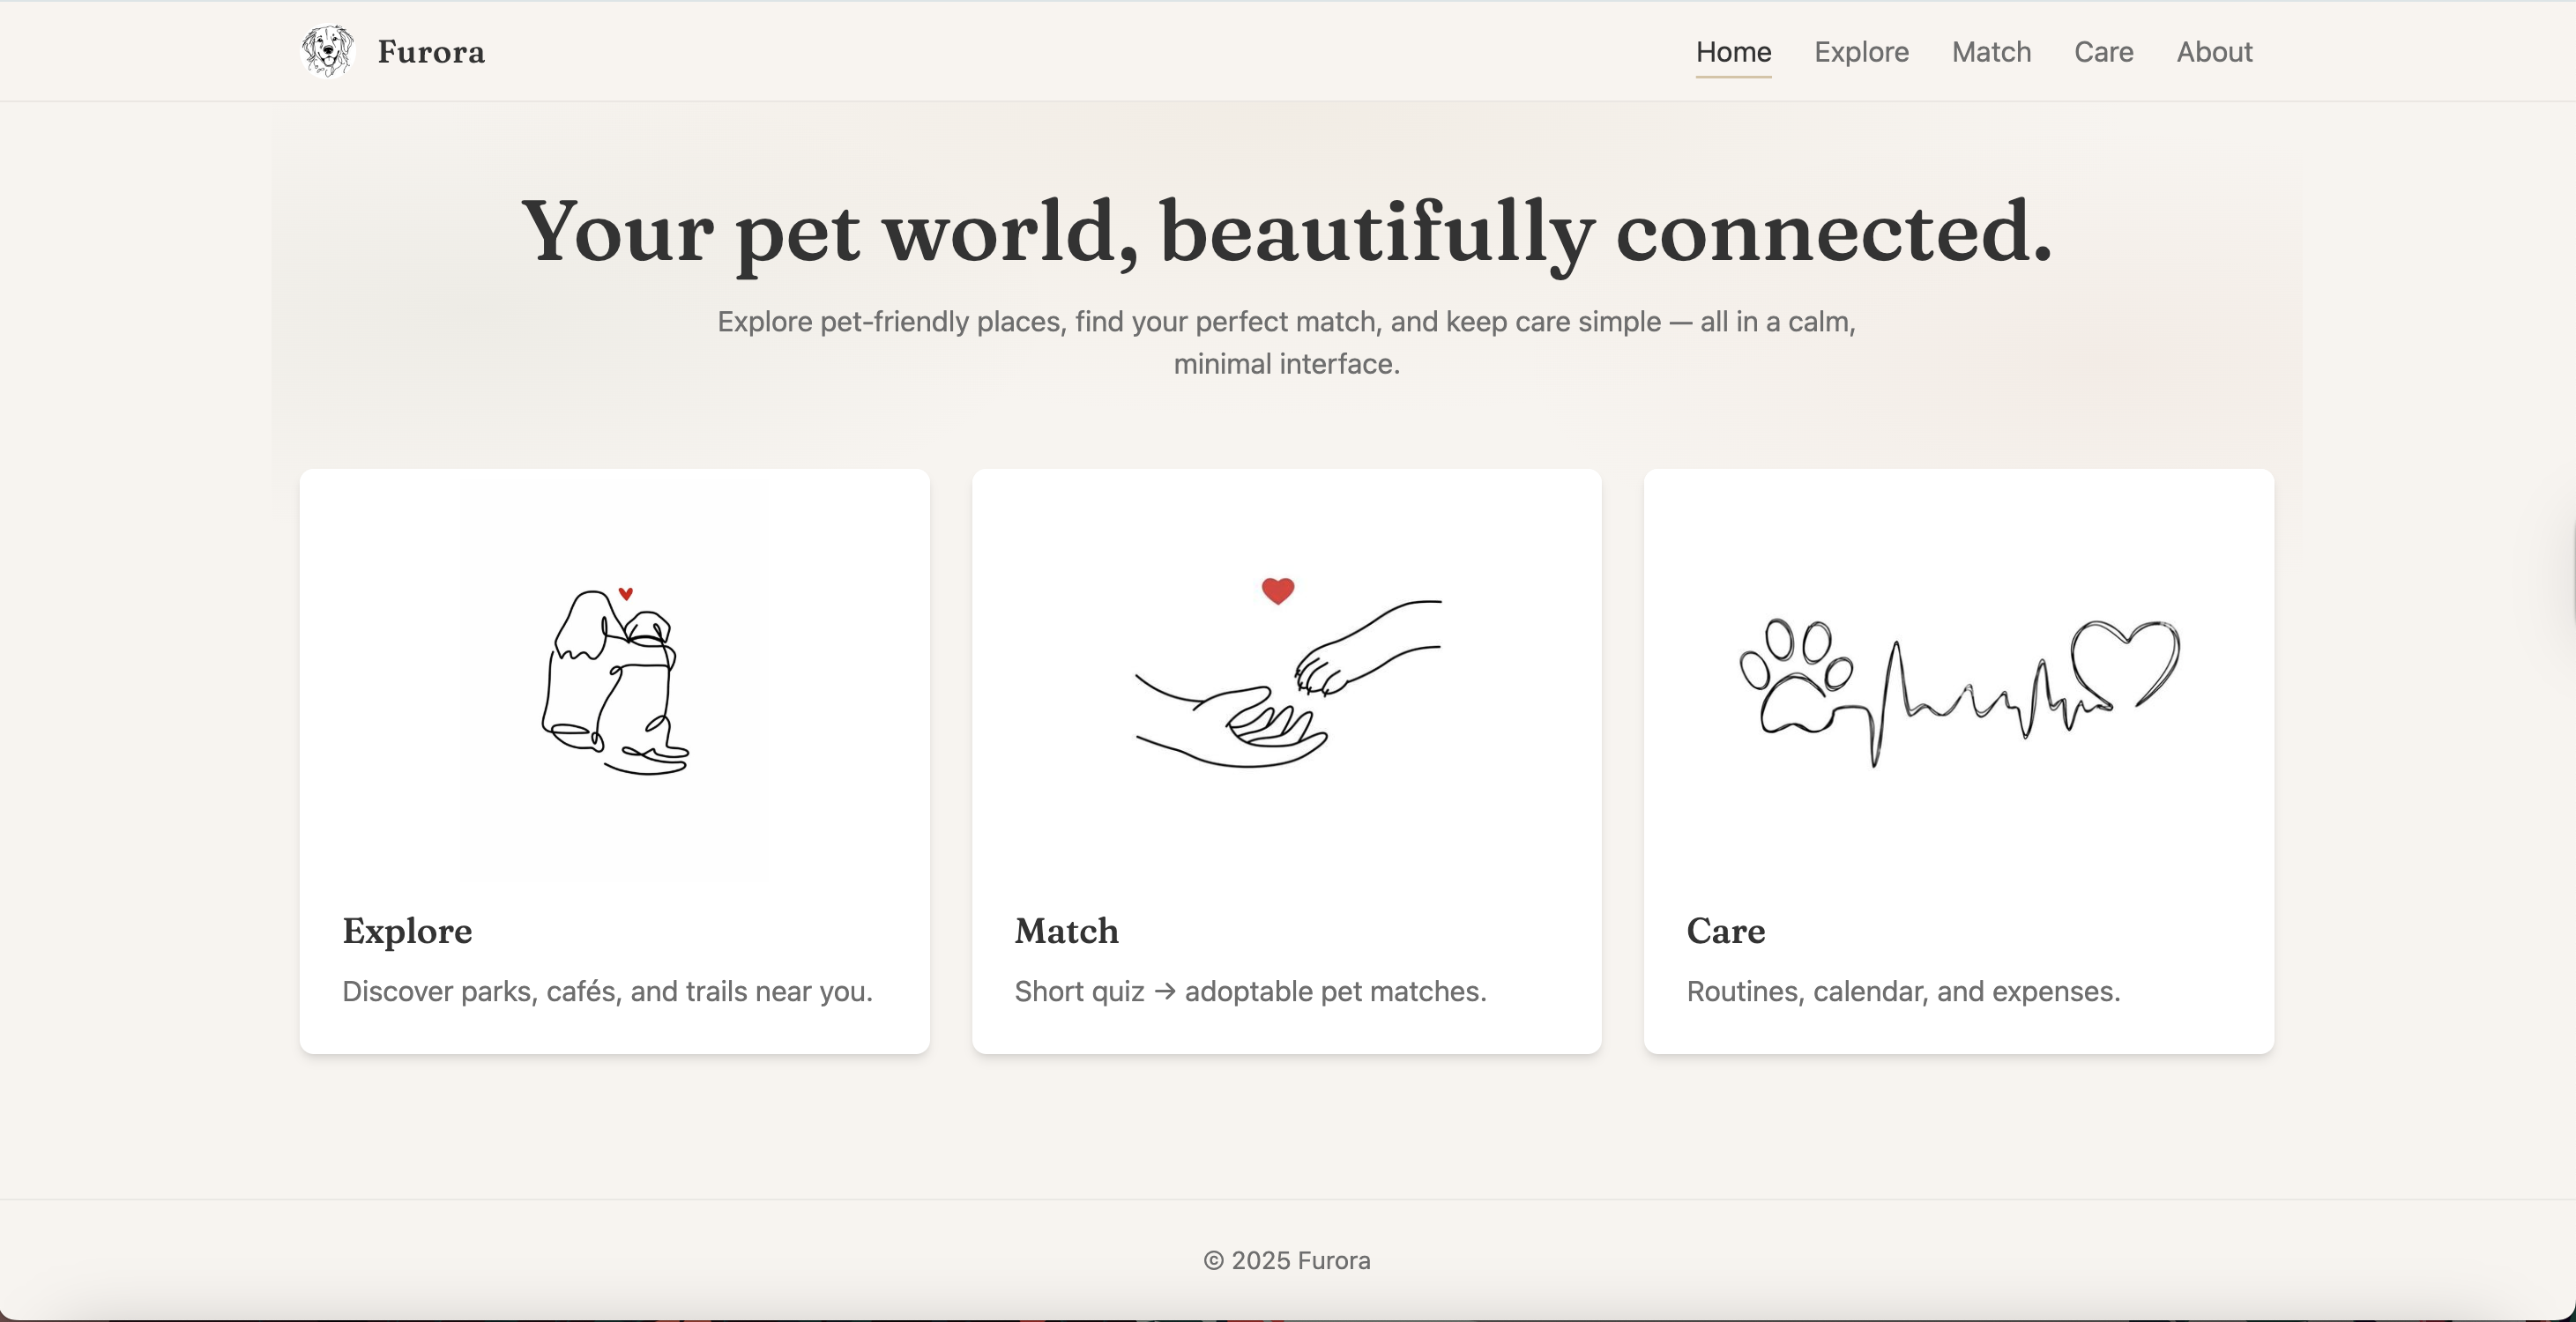 Furora
Home Explore Match Care About
Your pet world, beautifully connected.
Explore pet-friendly places, find your perfect match, and keep care simple — all in a calm,
minimal interface.
Explore
Discover parks, cafés, and trails near you.
Match
Short quiz → adoptable pet matches.
Care
Routines, calendar, and expenses.
© 2025 Furora